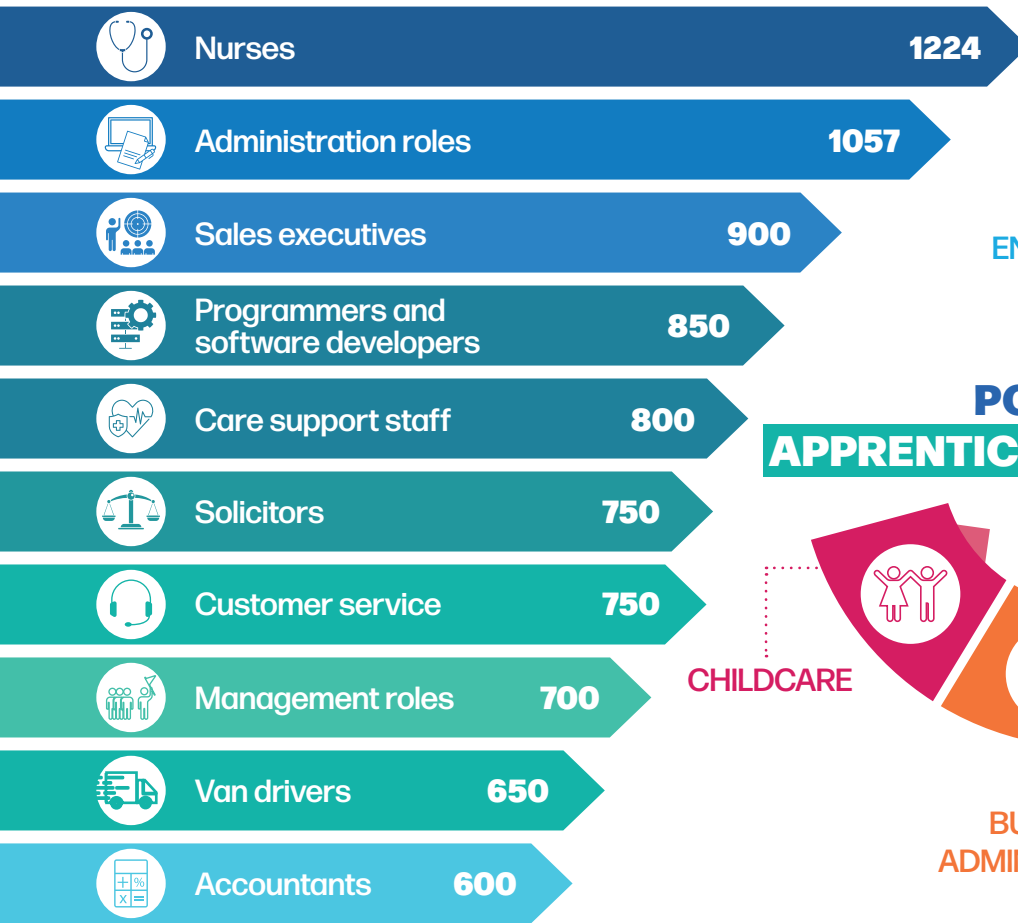 Nurses 1224
Administration roles 1057
Sales executives 900
Programmers and
software developers 850
Care support staff 800
Solicitors 750
Customer service 750
Management roles 700
Van drivers 650
Accountants 600
CHILDCARE